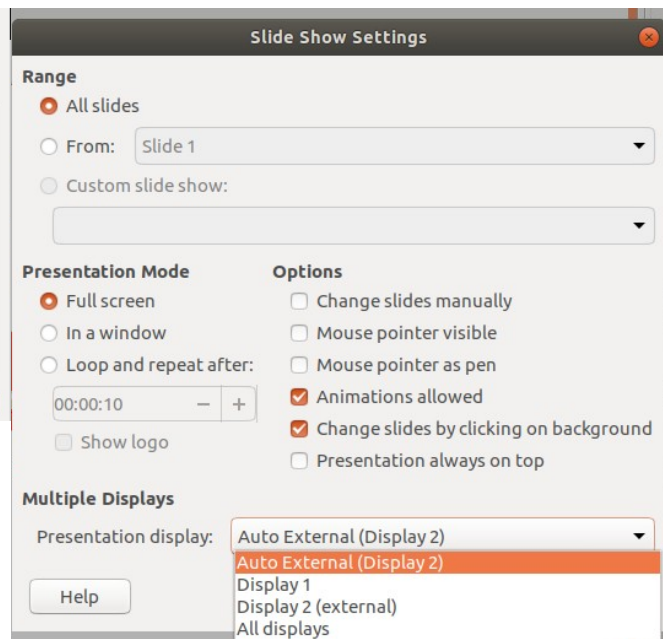 Slide Show Settings
Range
All slides
From: Slide 1
Custom slide show:
Presentation Mode
Full screen
In a window
Loop and repeat after:
00:00:10
Show logo
Options
Change slides manually
Mouse pointer visible
Mouse pointer as pen
Animations allowed
Change slides by clicking on background
Presentation always on top
Multiple Displays
Presentation display: Auto External (Display 2)
Auto External (Display 2)
Display 1
Display 2 (external)
All displays
Help